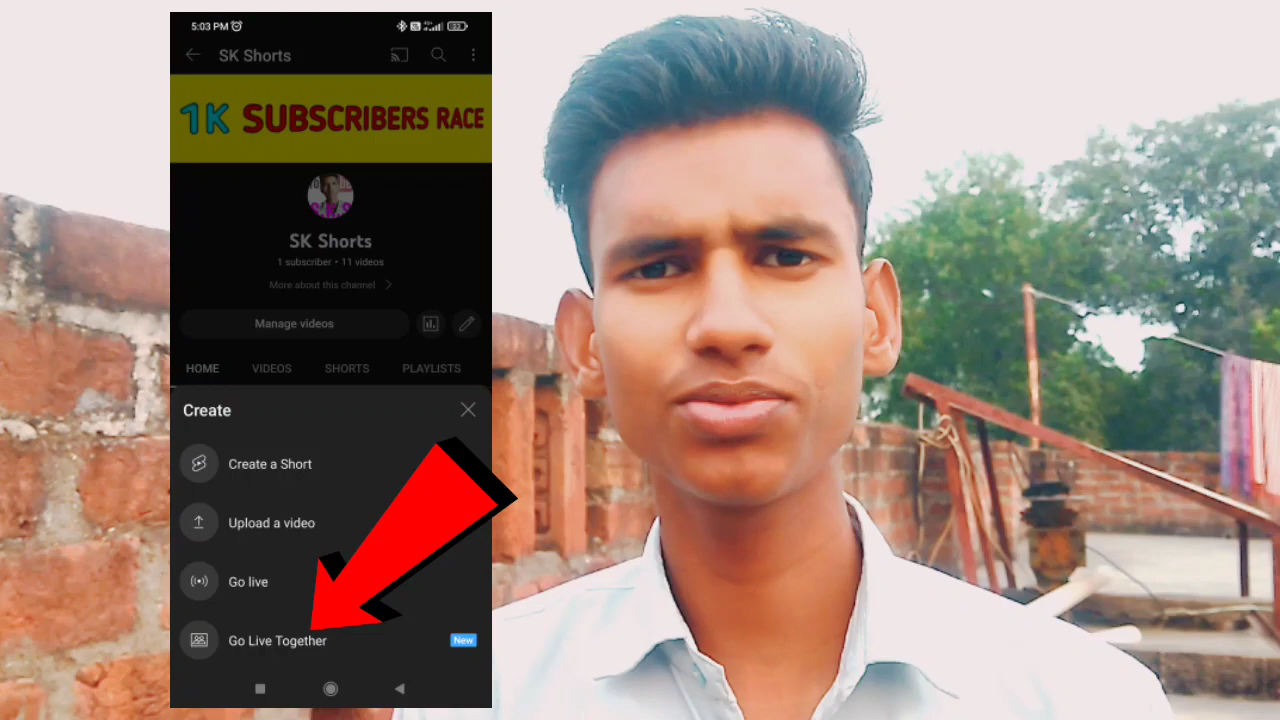 5:03 PM
SK Shorts
1K SUBSCRIBERS RACE
SK Shorts
1 subscriber • 11 videos
More about this channel
Manage videos
HOME VIDEOS SHORTS PLAYLISTS
Create
Create a Short
Upload a video
Go live
Go Live Together New